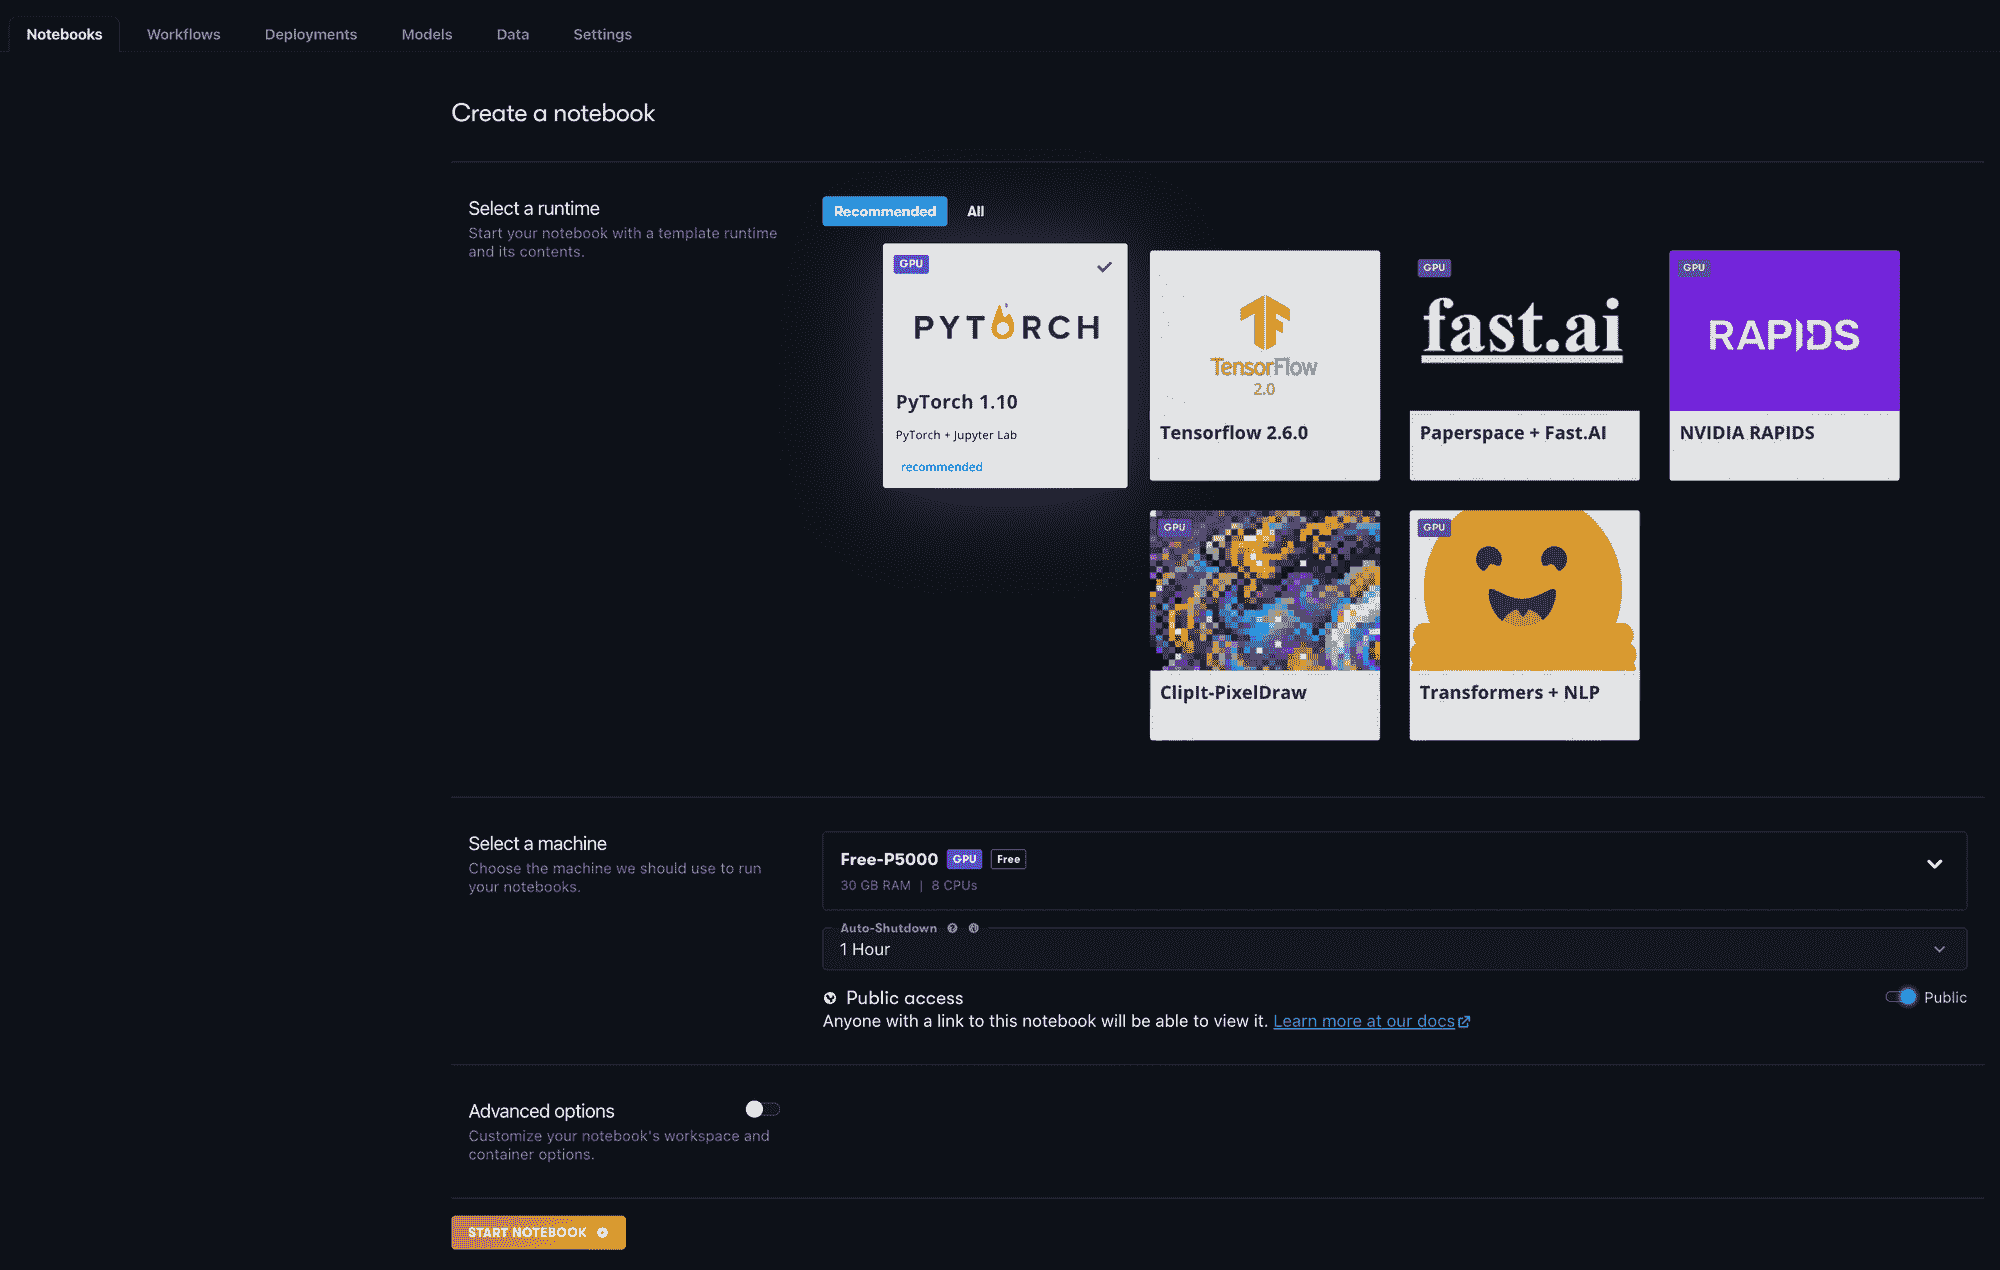 Notebooks Workflows Deployments Models Data Settings
Create a notebook
Select a runtime
Start your notebook with a template runtime
and its contents.
Recommended All
GPU
PYTORCH
PyTorch 1.10
PyTorch + Jupyter Lab
recommended
TensorFlow
2.0
Tensorflow 2.6.0
GPU
fast.ai
Paperspace + Fast.AI
GPU
RAPIDS
NVIDIA RAPIDS
GPU
ClipIt-PixelDraw
GPU
Transformers + NLP
Select a machine
Choose the machine we should use to run
your notebooks.
Free-P5000 GPU Free
30 GB RAM | 8 CPUs
Auto-Shutdown
1 Hour
Public access
Public
Anyone with a link to this notebook will be able to view it. Learn more at our docs
Advanced options
Customize your notebook's workspace and
container options.
START NOTEBOOK